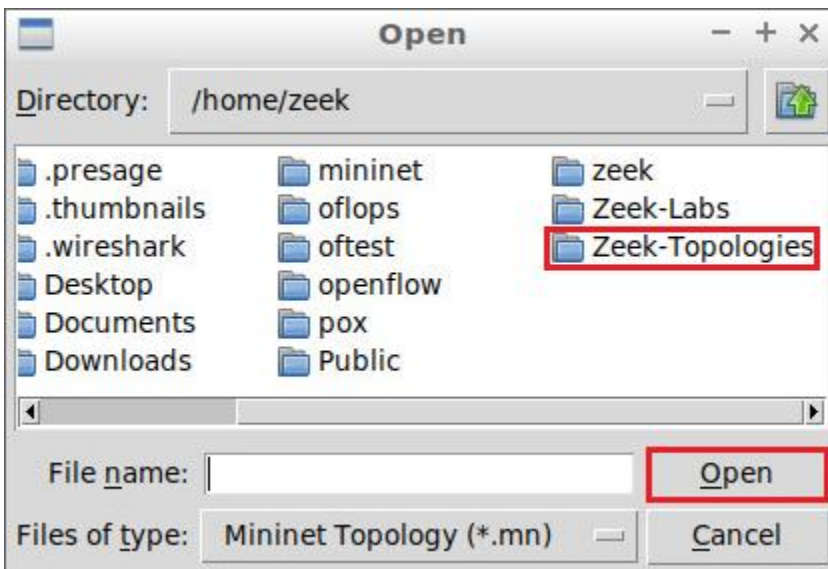 Open
Directory: /home/zeek
.presage mininet zeek
.thumbnails oflops Zeek-Labs
.wireshark oftest Zeek-Topologies
Desktop openflow
Documents pox
Downloads Public
File name: Open
Files of type: Mininet Topology (*.mn) Cancel